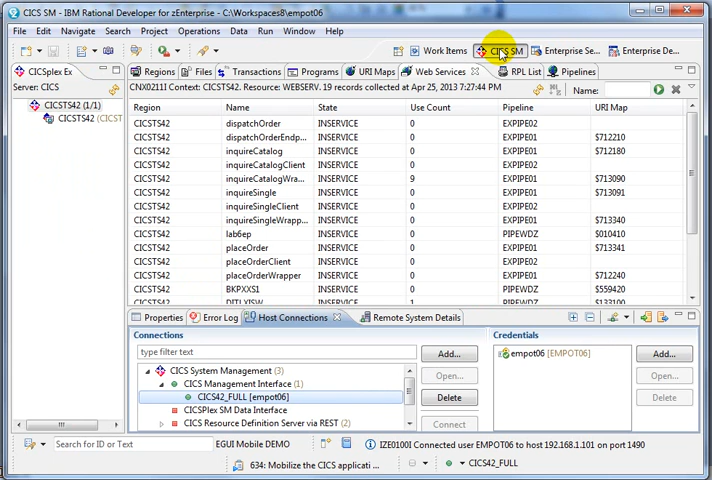 CICS SM - IBM Rational Developer for zEnterprise - C:\Workspaces8\empot06
File Edit Navigate Search Project Operations Data Run Window Help
Work Items CICS SM Enterprise Se... Enterprise De...
CICSplex Ex
Server: CICS
CICSTS42 (1/1)
CICSTS42 (CICST
Regions Files Transactions Programs URI Maps Web Services RPL List Pipelines
CNX0211I Context: CICSTS42. Resource: WEBSERV. 19 records collected at Apr 25, 2013 7:27:44 PM Name:
Region Name State Use Count Pipeline URI Map
CICSTS42 dispatchOrder INSERVICE 0 EXPIPE02
CICSTS42 dispatchOrderEndp... INSERVICE 0 EXPIPE01 $712210
CICSTS42 inquireCatalog INSERVICE 0 EXPIPE01 $712180
CICSTS42 inquireCatalogClient INSERVICE 0 EXPIPE02
CICSTS42 inquireCatalogWra... INSERVICE 9 EXPIPE01 $713090
CICSTS42 inquireSingle INSERVICE 0 EXPIPE01 $713091
CICSTS42 inquireSingleClient INSERVICE 0 EXPIPE02
CICSTS42 inquireSingleWrapp... INSERVICE 0 EXPIPE01 $713340
CICSTS42 lab6ep INSERVICE 0 PIPEWDZ $010410
CICSTS42 placeOrder INSERVICE 0 EXPIPE01 $713341
CICSTS42 placeOrderClient INSERVICE 0 EXPIPE02
CICSTS42 placeOrderWrapper INSERVICE 0 EXPIPE01 $712240
CICSTS42 BKPXXS1 INSERVICE 0 PIPEWDZ $559420
CICSTS42 INSERVICE 1 PIPEWDZ $133100
Properties Error Log Host Connections Remote System Details
Connections
type filter text
CICS System Management (3)
CICS Management Interface (1)
CICS42_FULL [empot06]
CICSPlex SM Data Interface
CICS Resource Definition Server via REST (2)
Add...
Open...
Delete
Connect
Credentials
empot06 [EMPOT06]
Add...
Open...
Delete
Search for ID or Text EGUI Mobile DEMO IZE0100I Connected user EMPOT06 to host 192.168.1.101 on port 1490
634: Mobilize the CICS applicati ... CICS42_FULL